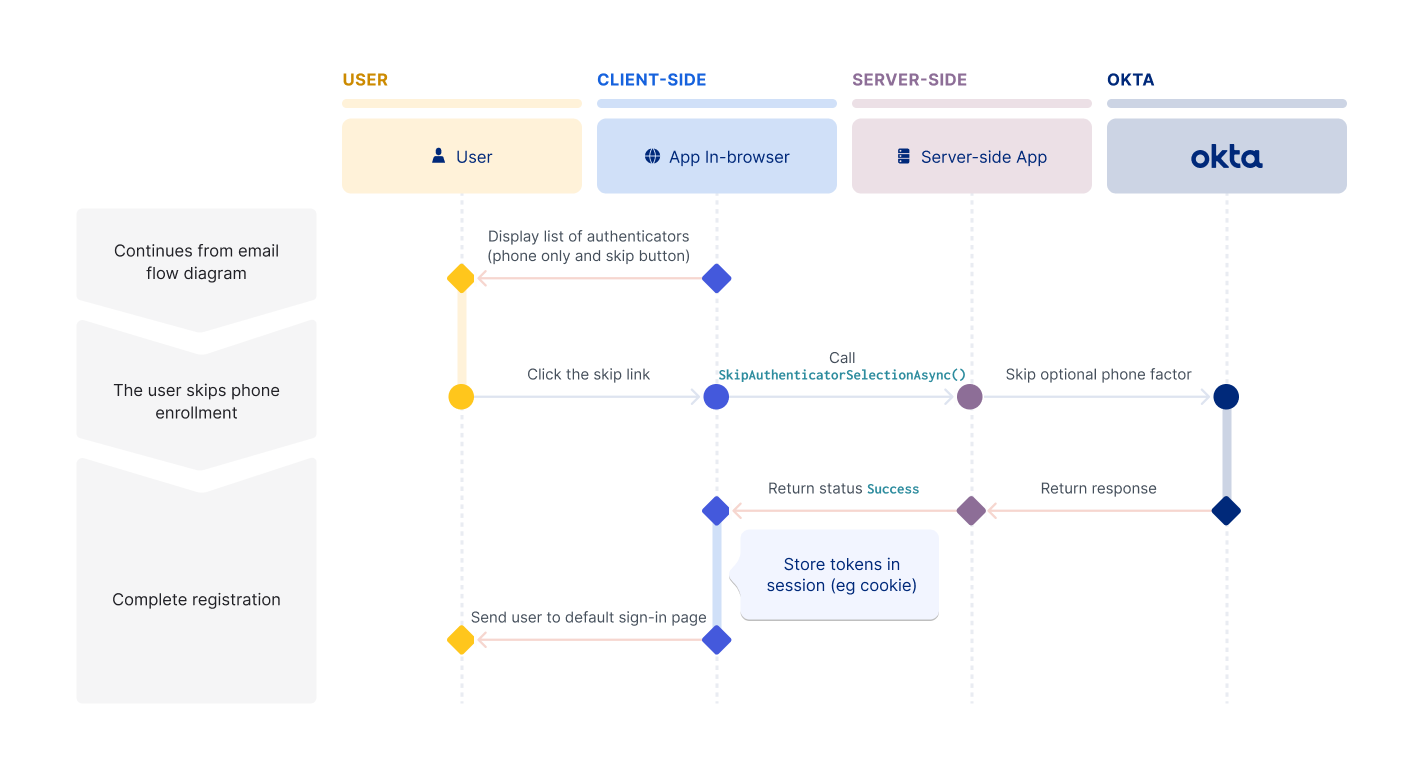 USER
CLIENT-SIDE
SERVER-SIDE
OKTA
User
App In-browser
Server-side App
okta
Continues from email
flow diagram
Display list of authenticators
(phone only and skip button)
The user skips phone
enrollment
Click the skip link
Call
SkipAuthenticatorSelectionAsync()
Skip optional phone factor
Return status Success
Return response
Store tokens in
session (eg cookie)
Complete registration
Send user to default sign-in page